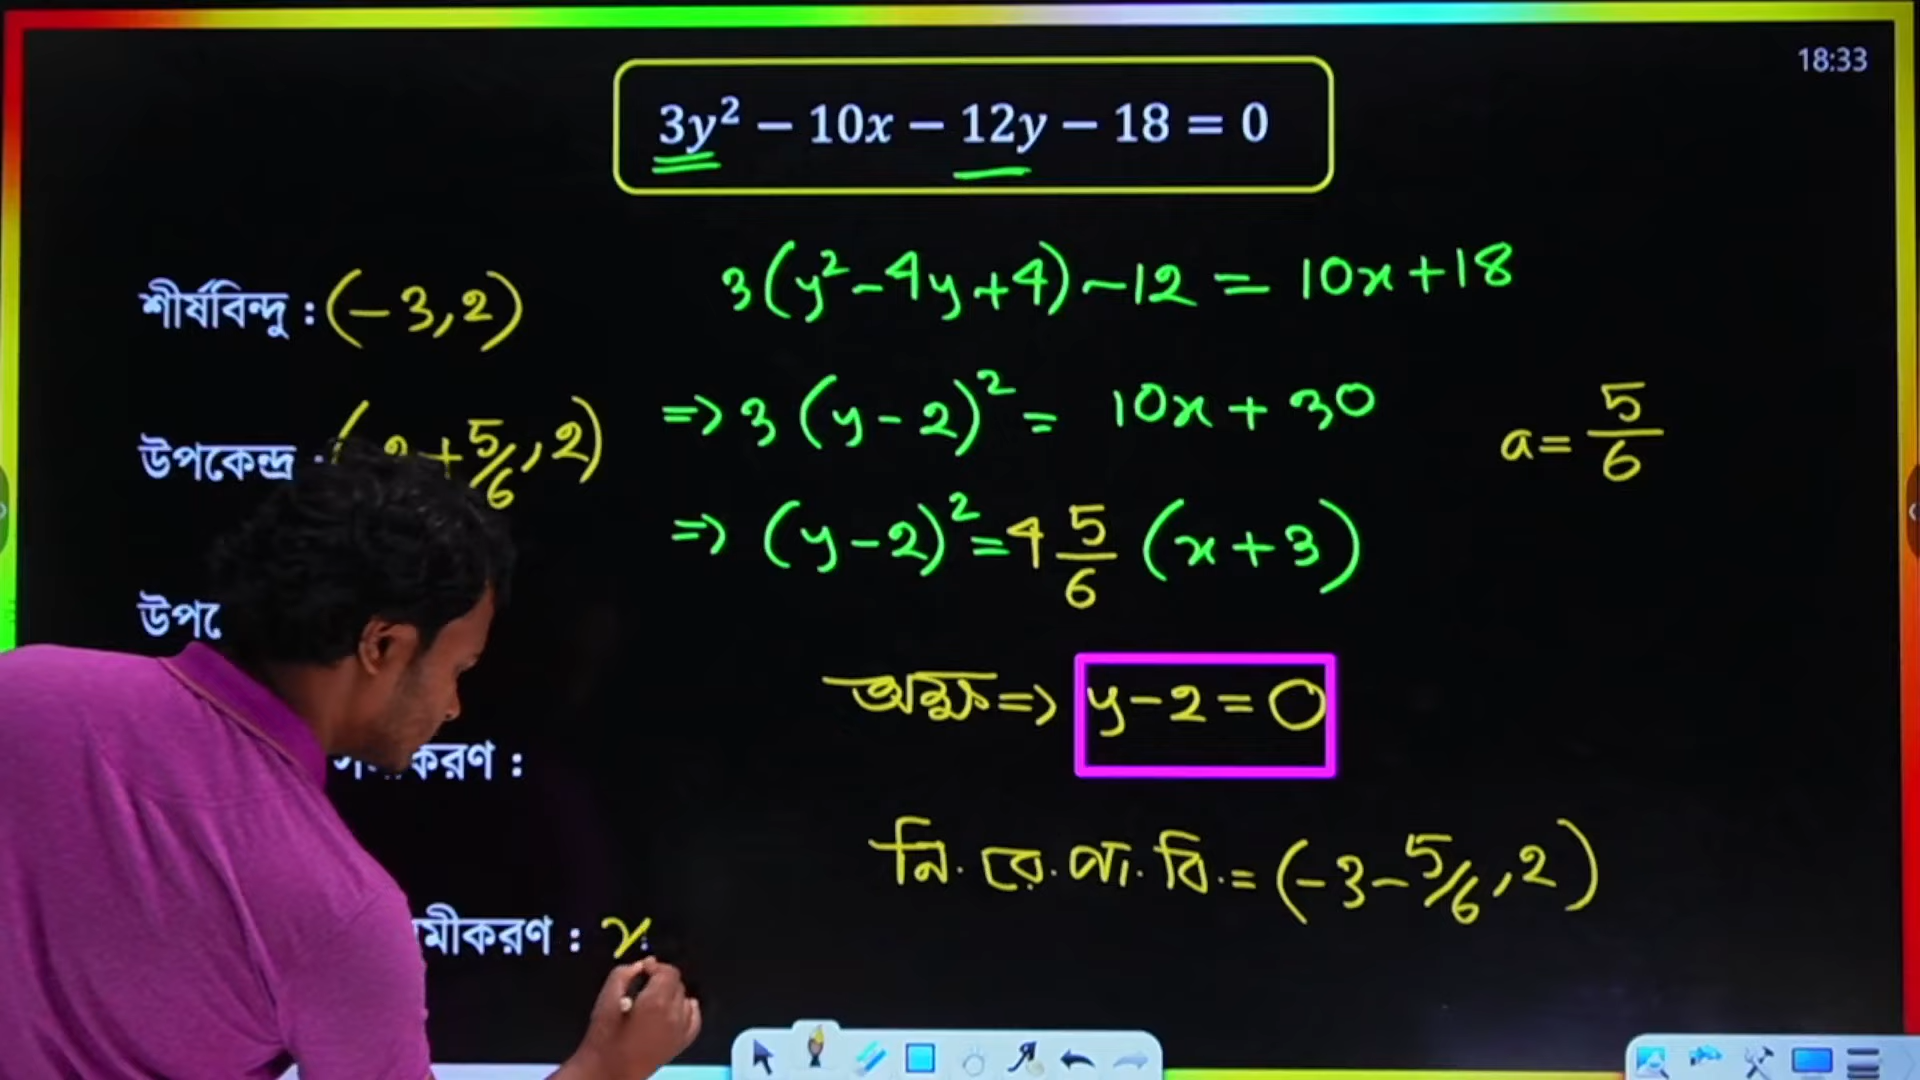 18:33
3y² − 10x − 12y − 18 = 0
3(y²-4y+4)-12 = 10x+18
শীর্ষবিন্দু : (-3,2)
=> 3(y-2)² = 10x+30
a = 5/6
উপকেন্দ্র + 5/6, 2)
=> (y-2)² = 4 5/6 (x+3)
উপকে
অক্ষ => y-2=0
করণ :
নি. রে. পা. বি. = (-3-5/6, 2)
মীকরণ : x